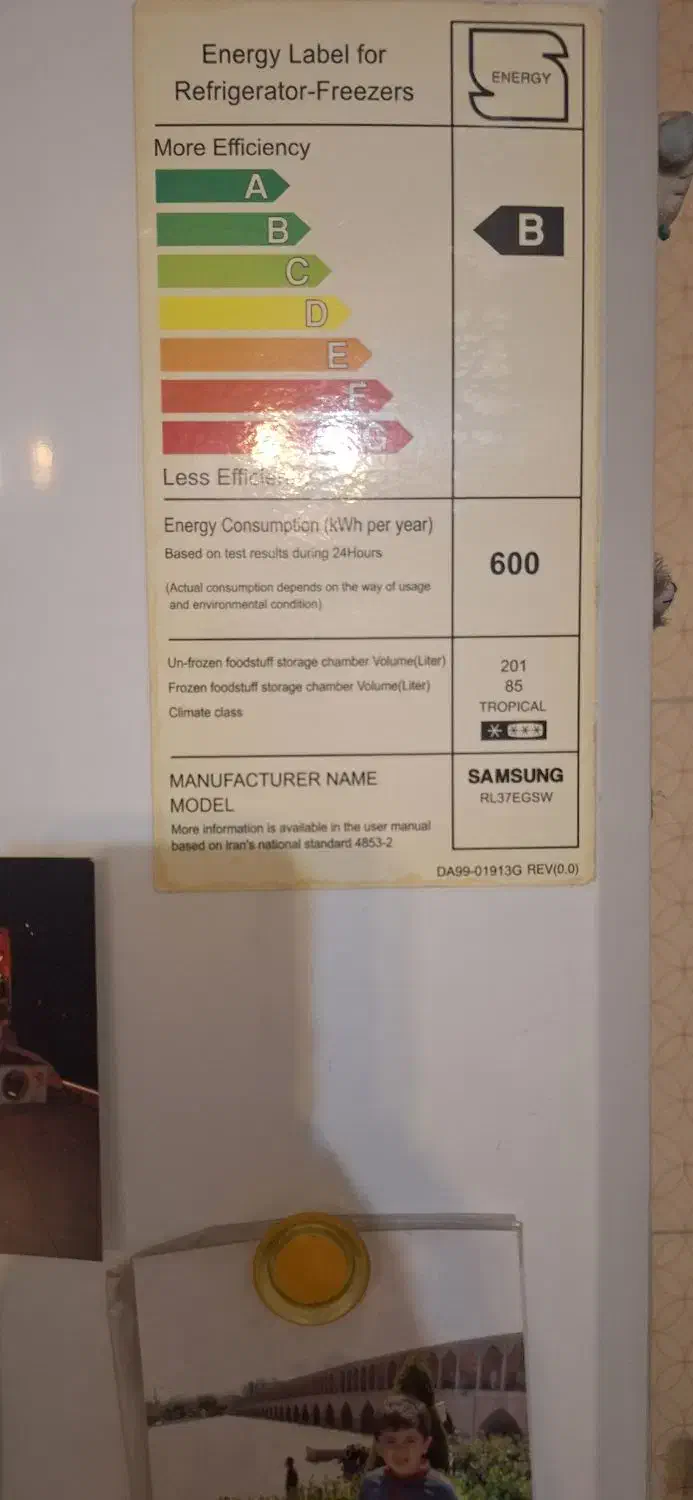 Energy Label for
Refrigerator-Freezers
ENERGY
More Efficiency
A
B
B
C
D
E
F
G
Less Efficiency
Energy Consumption (kWh per year)
Based on test results during 24Hours
600
(Actual consumption depends on the way of usage
and environmental condition)
Un-frozen foodstuff storage chamber Volume(Liter) 201
Frozen foodstuff storage chamber Volume(Liter) 85
Climate class TROPICAL
MANUFACTURER NAME SAMSUNG
MODEL RL37EGSW
More information is available in the user manual
based on Iran's national standard 4853-2
DA99-01913G REV(0.0)